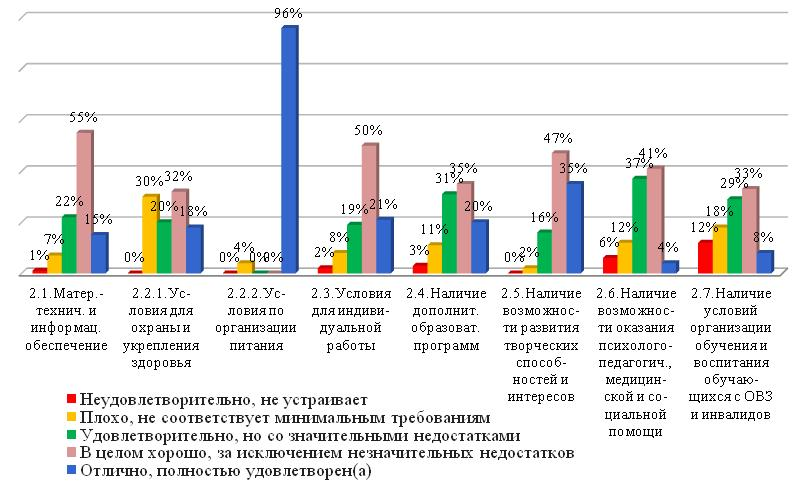 96%
55%
50%
47%
41%
37%
35%
35%
33%
32%
31%
30%
29%
22%
21%
20%
20%
19%
18%
18%
16%
15%
12%
12%
11%
8%
8%
7%
6%
4%
4%
3%
2%
2%
1%
0%
0%
0%
0%
0%
2.1.Матер.-
технич. и
информац.
обеспечение
2.2.1.Ус-
ловия для
охраны и
укрепления
здоровья
2.2.2.Ус-
ловия по
организации
питания
2.3.Условия
для индиви-
дуальной
работы
2.4.Наличие
дополнит.
образоват.
программ
2.5.Наличие
возможнос-
ти развития
творческих
способ-
ностей и
интересов
2.6.Наличие
возможнос-
ти оказания
психолого-
педагогич.,
медицин-
ской и со-
циальной
помощи
2.7.Наличие
условий
организации
обучения и
воспитания
обучаю-
щихся с ОВЗ
и инвалидов
Неудовлетворительно, не устраивает
Плохо, не соответствует минимальным требованиям
Удовлетворительно, но со значительными недостатками
В целом хорошо, за исключением незначительных недостатков
Отлично, полностью удовлетворен(а)